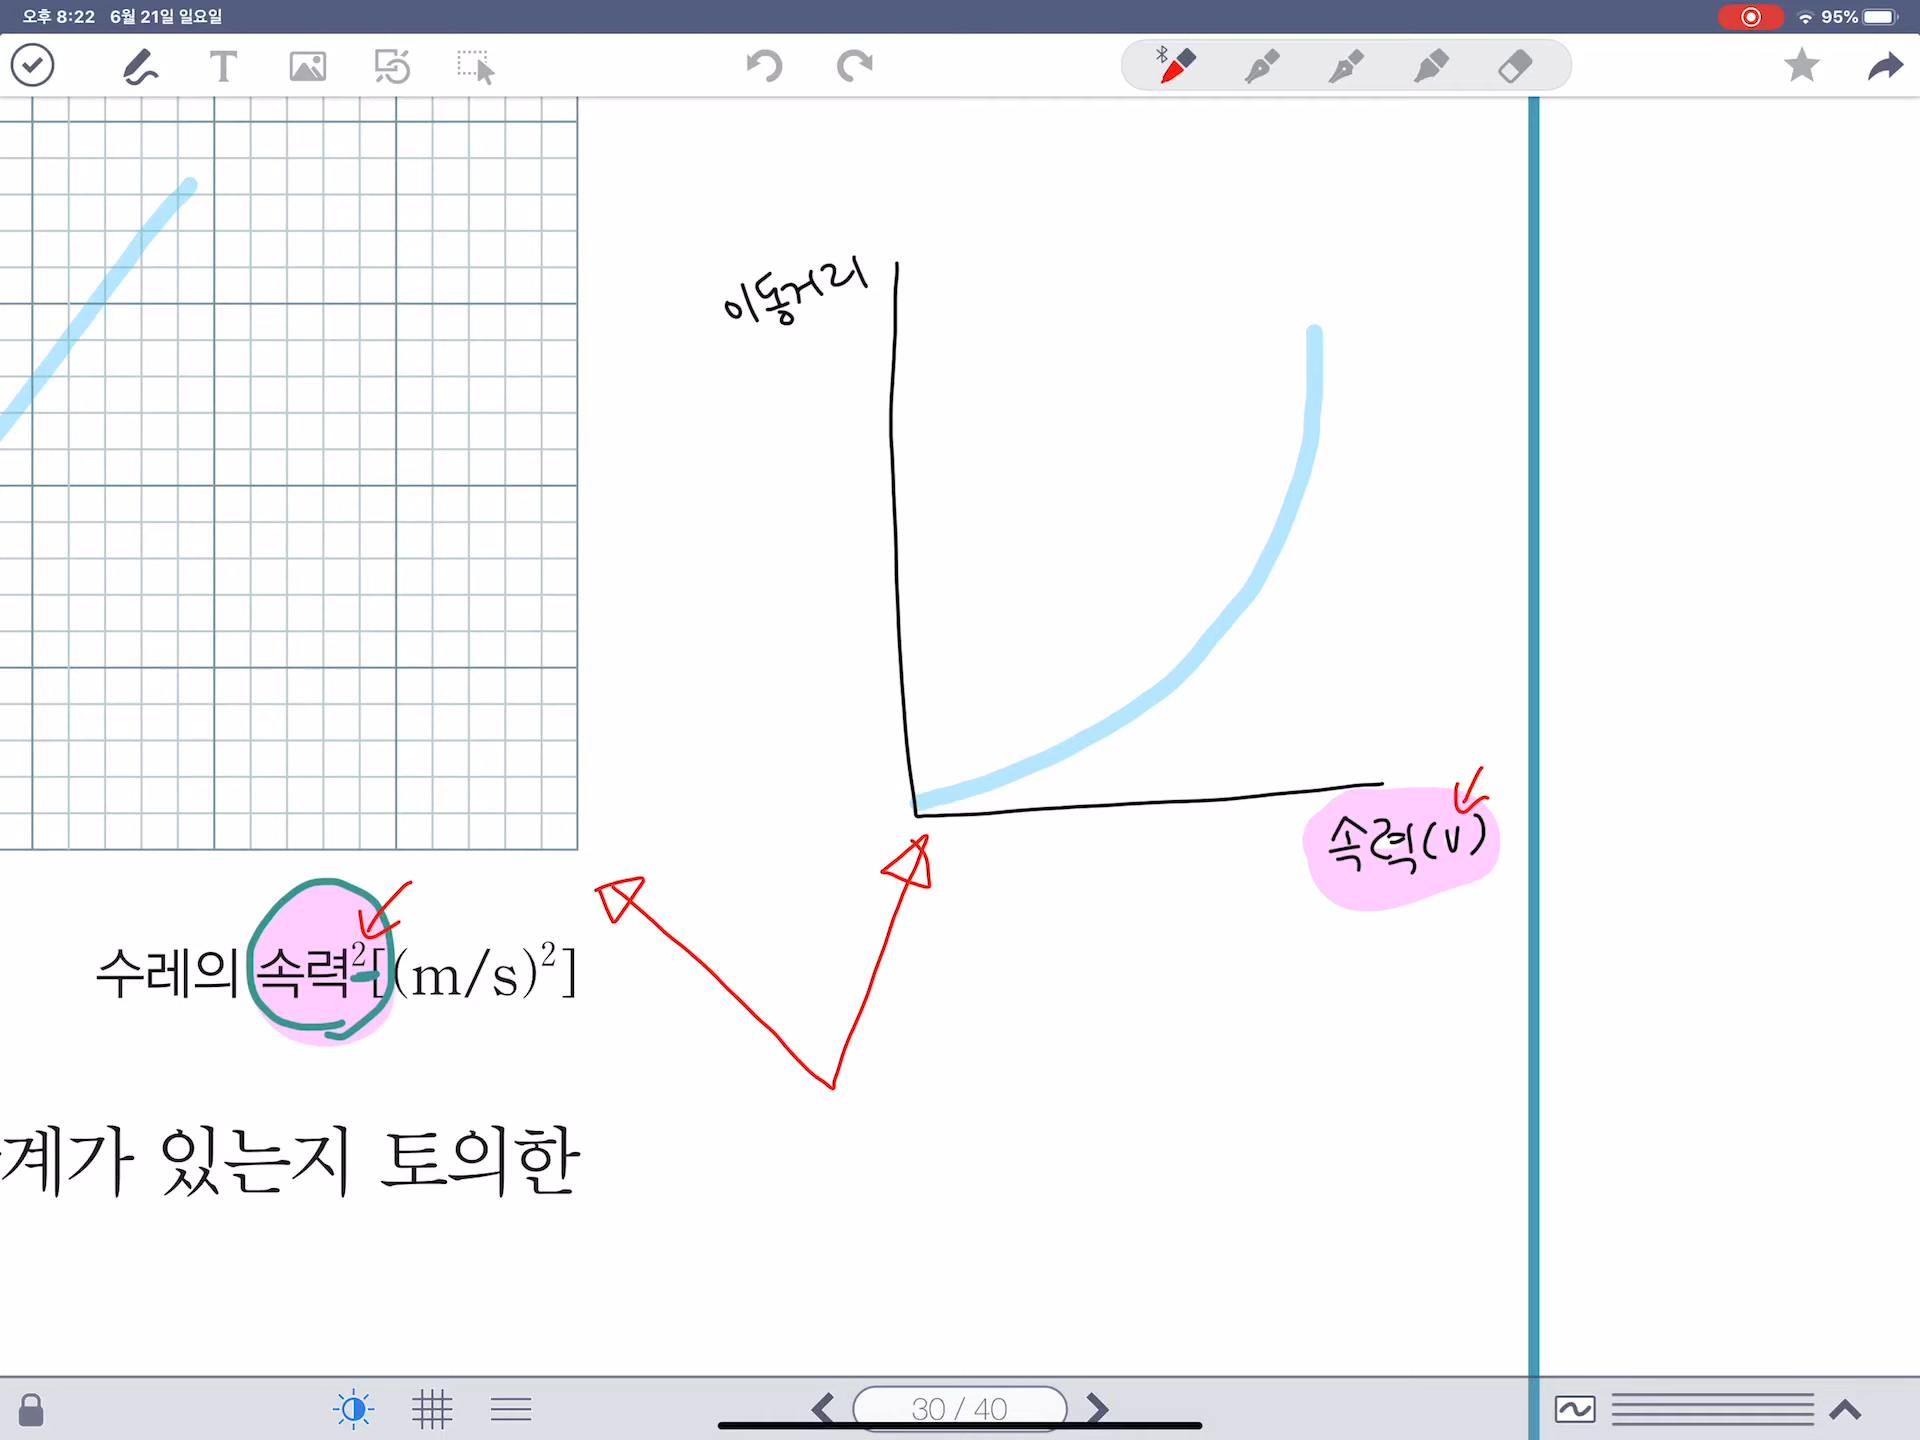 오후 8:22 6월 21일 일요일
95%
T
이동거리
속력(v)
수레의 속력²[(m/s)²]
계가 있는지 토의한
30 / 40